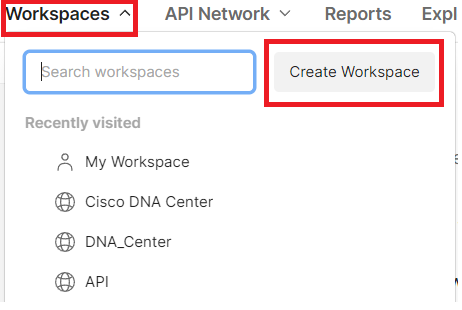 Workspaces API Network Reports Expl
Search workspaces Create Workspace
Recently visited
My Workspace
Cisco DNA Center
DNA_Center
API